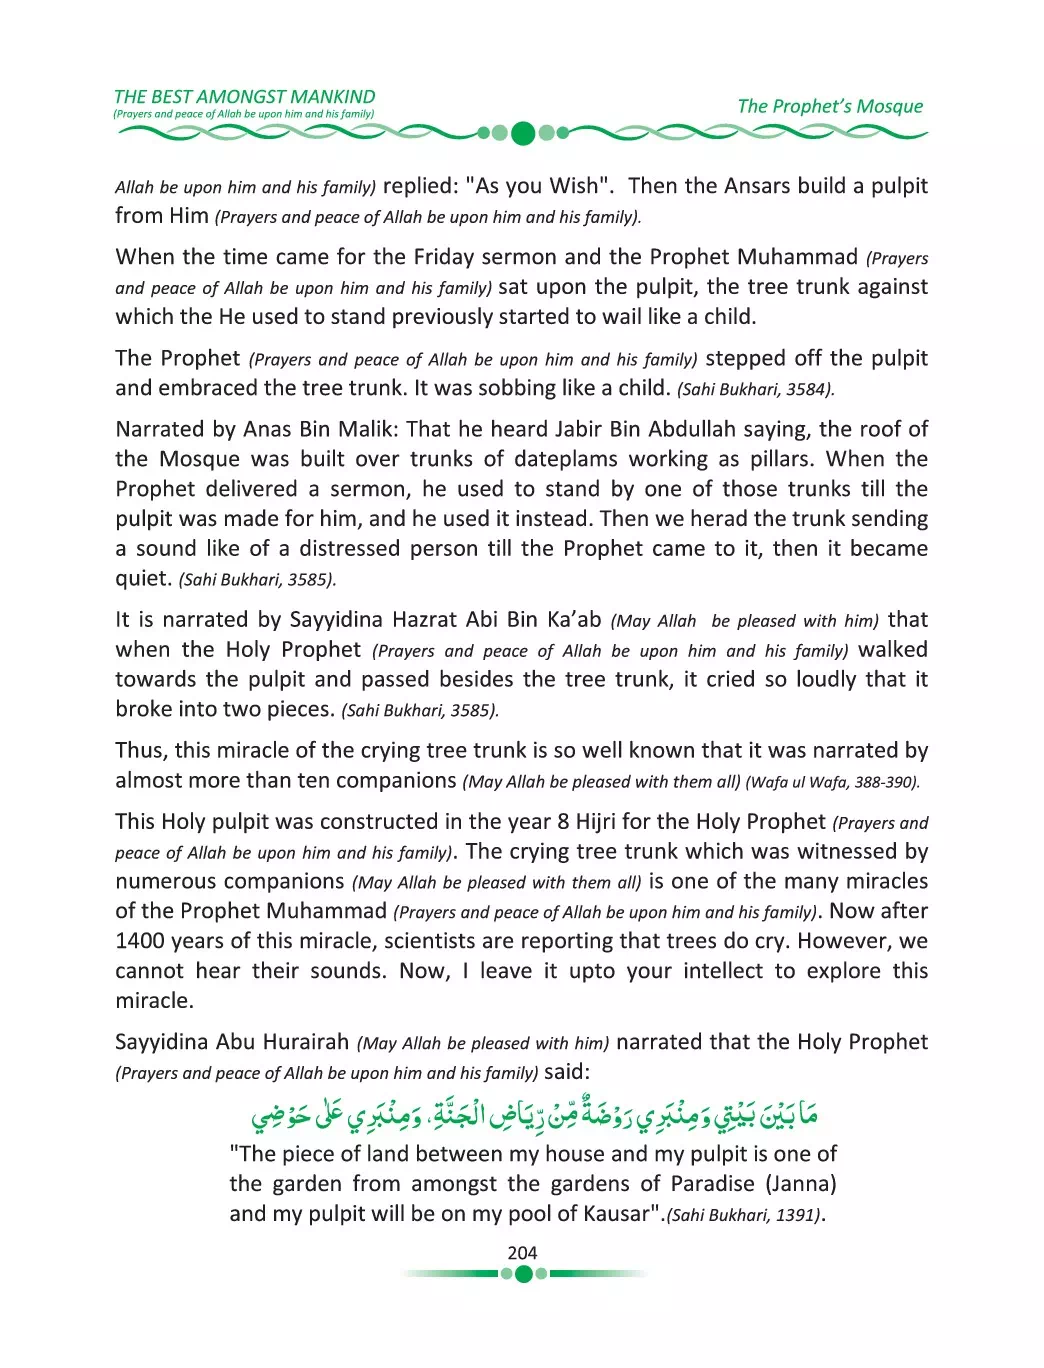 THE BEST AMONGST MANKIND
(Prayers and peace of Allah be upon him and his family)
The Prophet's Mosque
Allah be upon him and his family) replied: "As you Wish".  Then the Ansars build a pulpit
from Him (Prayers and peace of Allah be upon him and his family).
When the time came for the Friday sermon and the Prophet Muhammad (Prayers
and peace of Allah be upon him and his family) sat upon the pulpit, the tree trunk against
which the He used to stand previously started to wail like a child.
The Prophet (Prayers and peace of Allah be upon him and his family) stepped off the pulpit
and embraced the tree trunk. It was sobbing like a child. (Sahi Bukhari, 3584).
Narrated by Anas Bin Malik: That he heard Jabir Bin Abdullah saying, the roof of
the Mosque was built over trunks of dateplams working as pillars. When the
Prophet delivered a sermon, he used to stand by one of those trunks till the
pulpit was made for him, and he used it instead. Then we herad the trunk sending
a sound like of a distressed person till the Prophet came to it, then it became
quiet. (Sahi Bukhari, 3585).
It is narrated by Sayyidina Hazrat Abi Bin Ka'ab (May Allah  be pleased with him) that
when the Holy Prophet (Prayers and peace of Allah be upon him and his family) walked
towards the pulpit and passed besides the tree trunk, it cried so loudly that it
broke into two pieces. (Sahi Bukhari, 3585).
Thus, this miracle of the crying tree trunk is so well known that it was narrated by
almost more than ten companions (May Allah be pleased with them all) (Wafa ul Wafa, 388-390).
This Holy pulpit was constructed in the year 8 Hijri for the Holy Prophet (Prayers and
peace of Allah be upon him and his family). The crying tree trunk which was witnessed by
numerous companions (May Allah be pleased with them all) is one of the many miracles
of the Prophet Muhammad (Prayers and peace of Allah be upon him and his family). Now after
1400 years of this miracle, scientists are reporting that trees do cry. However, we
cannot hear their sounds. Now, I leave it upto your intellect to explore this
miracle.
Sayyidina Abu Hurairah (May Allah be pleased with him) narrated that the Holy Prophet
(Prayers and peace of Allah be upon him and his family) said:
مَا بَيْنَ بَيْتِي وَمِنْبَرِي رَوْضَةٌ مِّنْ رِّيَاضِ الْجَنَّةِ، وَمِنْبَرِي عَلٰى حَوْضِي
"The piece of land between my house and my pulpit is one of
the garden from amongst the gardens of Paradise (Janna)
and my pulpit will be on my pool of Kausar".(Sahi Bukhari, 1391).
204